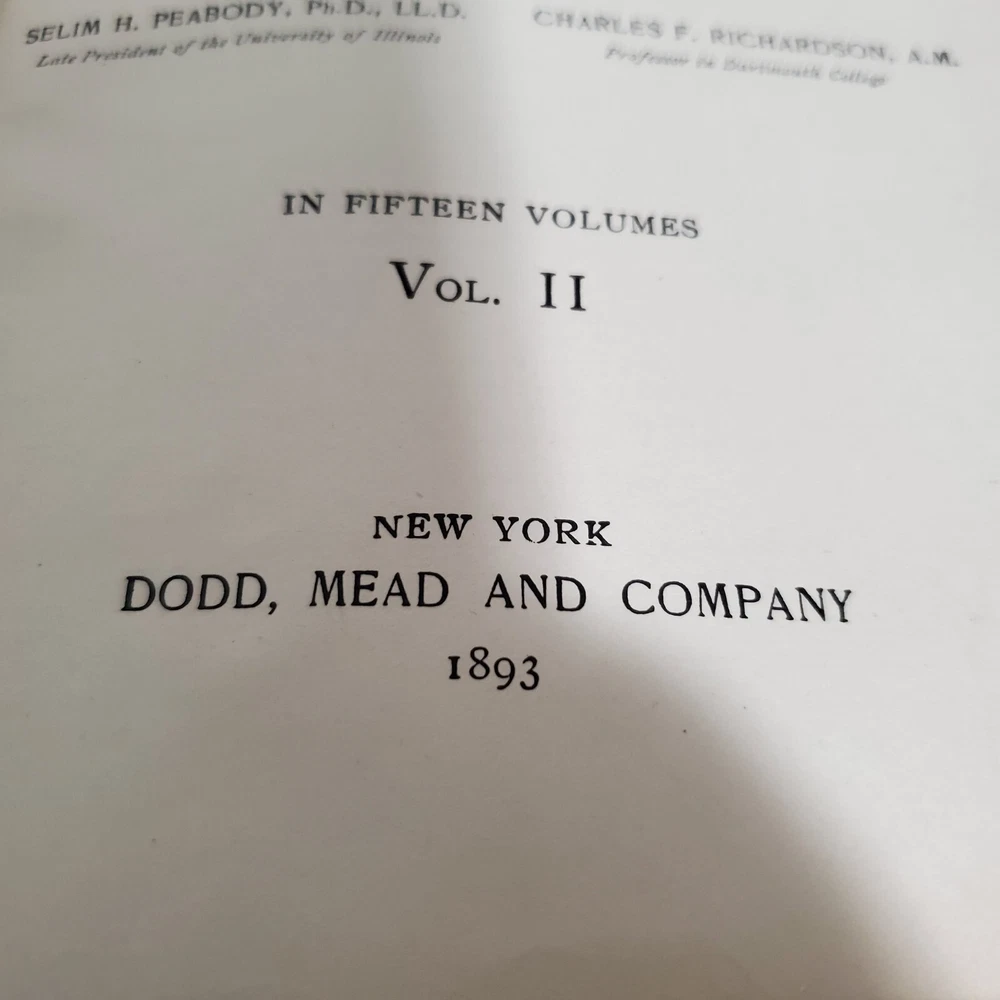 SELIM H. PEABODY, Ph.D., LL.D.
Late President of the University of Illinois
CHARLES F. RICHARDSON, A.M.
Professor in Dartmouth College
IN FIFTEEN VOLUMES
VOL. II
NEW YORK
DODD, MEAD AND COMPANY
1893